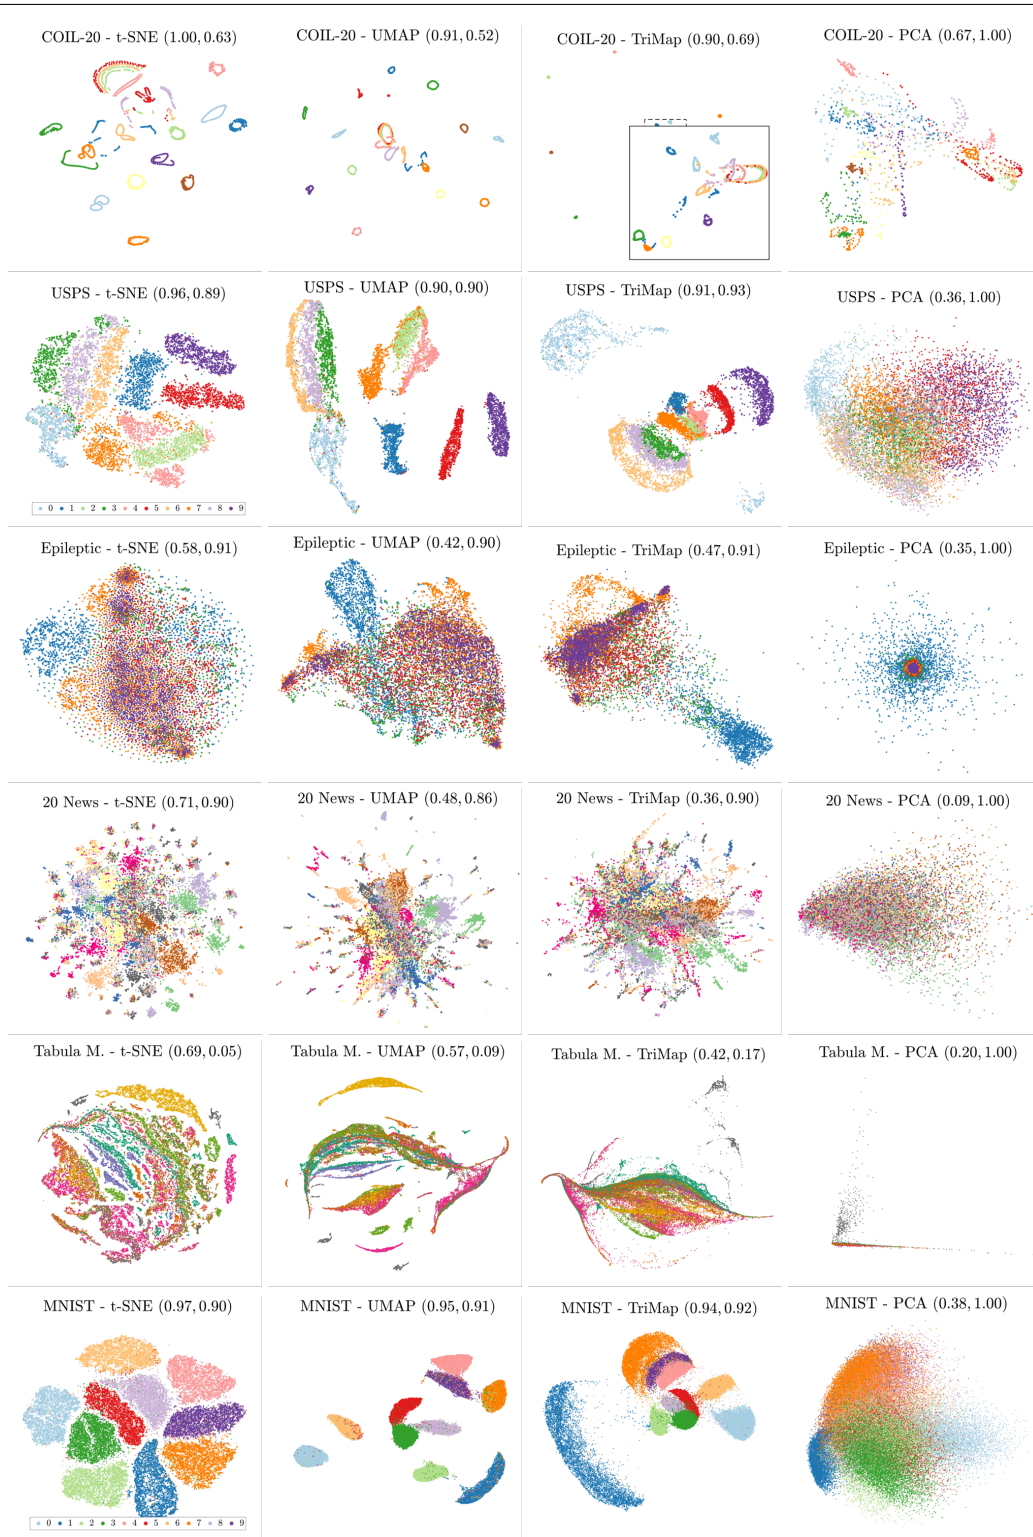 COIL-20 - t-SNE (1.00, 0.63)
COIL-20 - UMAP (0.91, 0.52)
COIL-20 - TriMap (0.90, 0.69)
COIL-20 - PCA (0.67, 1.00)
USPS - t-SNE (0.96, 0.89)
USPS - UMAP (0.90, 0.90)
USPS - TriMap (0.91, 0.93)
USPS - PCA (0.36, 1.00)
0 1 2 3 4 5 6 7 8 9
Epileptic - t-SNE (0.58, 0.91)
Epileptic - UMAP (0.42, 0.90)
Epileptic - TriMap (0.47, 0.91)
Epileptic - PCA (0.35, 1.00)
20 News - t-SNE (0.71, 0.90)
20 News - UMAP (0.48, 0.86)
20 News - TriMap (0.36, 0.90)
20 News - PCA (0.09, 1.00)
Tabula M. - t-SNE (0.69, 0.05)
Tabula M. - UMAP (0.57, 0.09)
Tabula M. - TriMap (0.42, 0.17)
Tabula M. - PCA (0.20, 1.00)
MNIST - t-SNE (0.97, 0.90)
MNIST - UMAP (0.95, 0.91)
MNIST - TriMap (0.94, 0.92)
MNIST - PCA (0.38, 1.00)
0 1 2 3 4 5 6 7 8 9